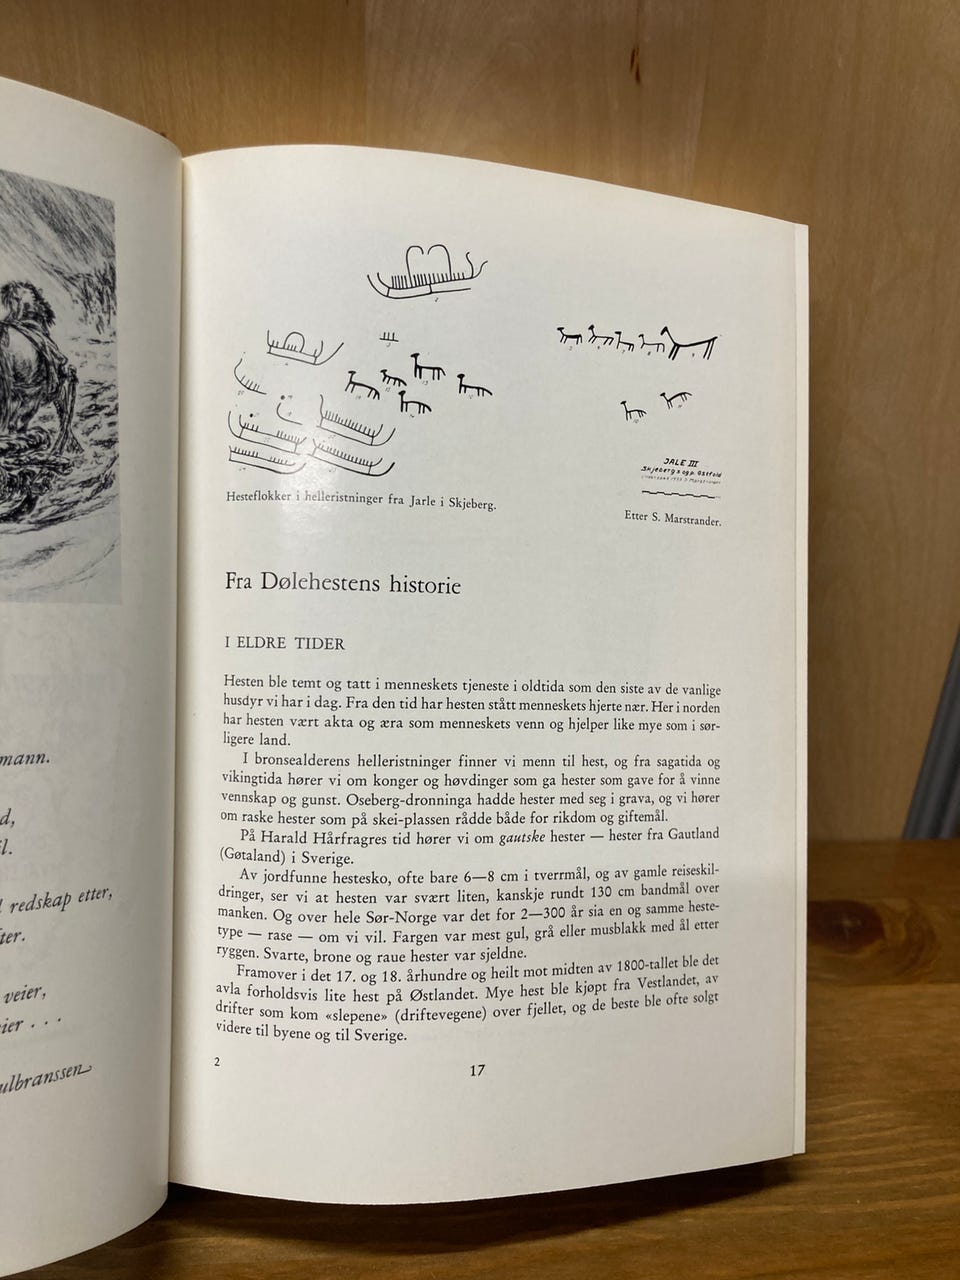 mann.
d,
l.
redskap etter,
ter.
veier,
ier . . .
ulbranssen
JALE III
Skjeberg s og p. Østfold
Hesteflokker i helleristninger fra Jarle i Skjeberg.
Etter S. Marstrander.
Fra Dølehestens historie
I ELDRE TIDER
Hesten ble temt og tatt i menneskets tjeneste i oldtida som den siste av de vanlige
husdyr vi har i dag. Fra den tid har hesten stått menneskets hjerte nær. Her i norden
har hesten vært akta og æra som menneskets venn og hjelper like mye som i sør-
ligere land.
I bronsealderens helleristninger finner vi menn til hest, og fra sagatida og
vikingtida hører vi om konger og høvdinger som ga hester som gave for å vinne
vennskap og gunst. Oseberg-dronninga hadde hester med seg i grava, og vi hører
om raske hester som på skei-plassen rådde både for rikdom og giftemål.
På Harald Hårfragres tid hører vi om gautske hester — hester fra Gautland
(Gøtaland) i Sverige.
Av jordfunne hestesko, ofte bare 6—8 cm i tverrmål, og av gamle reiseskil-
dringer, ser vi at hesten var svært liten, kanskje rundt 130 cm bandmål over
manken. Og over hele Sør-Norge var det for 2—300 år sia en og samme heste-
type — rase — om vi vil. Fargen var mest gul, grå eller musblakk med ål etter
ryggen. Svarte, brone og raue hester var sjeldne.
Framover i det 17. og 18. århundre og heilt mot midten av 1800-tallet ble det
avla forholdsvis lite hest på Østlandet. Mye hest ble kjøpt fra Vestlandet, av
drifter som kom «slepene» (driftevegene) over fjellet, og de beste ble ofte solgt
videre til byene og til Sverige.
2
17